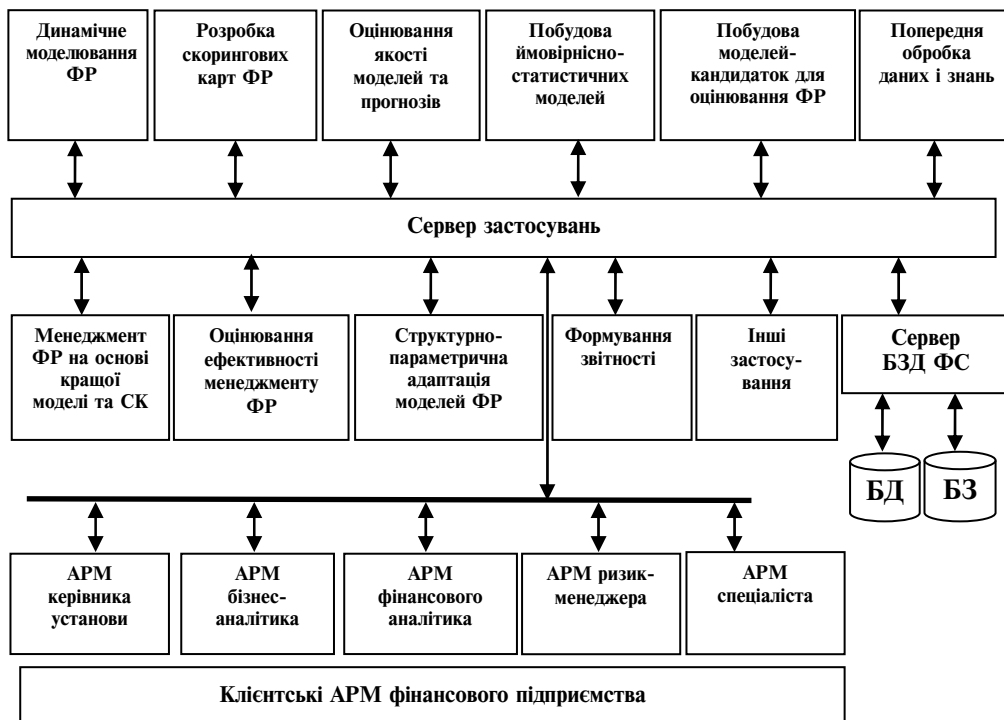 Динамічне
моделювання
ФР
Розробка
скорингових
карт ФР
Оцінювання
якості
моделей та
прогнозів
Побудова
ймовірнісно-
статистичних
моделей
Побудова
моделей-
кандидаток для
оцінювання ФР
Попередня
обробка
даних і знань
Сервер застосувань
Менеджмент
ФР на основі
кращої
моделі та СК
Оцінювання
ефективності
менеджменту
ФР
Структурно-
параметрична
адаптація
моделей ФР
Формування
звітності
Інші
застосу-
вання
Сервер
БЗД ФС
БД
БЗ
АРМ
керівника
установи
АРМ
бізнес-
аналітика
АРМ
фінансового
аналітика
АРМ ризик-
менеджера
АРМ
спеціаліста
Клієнтські АРМ фінансового підприємства